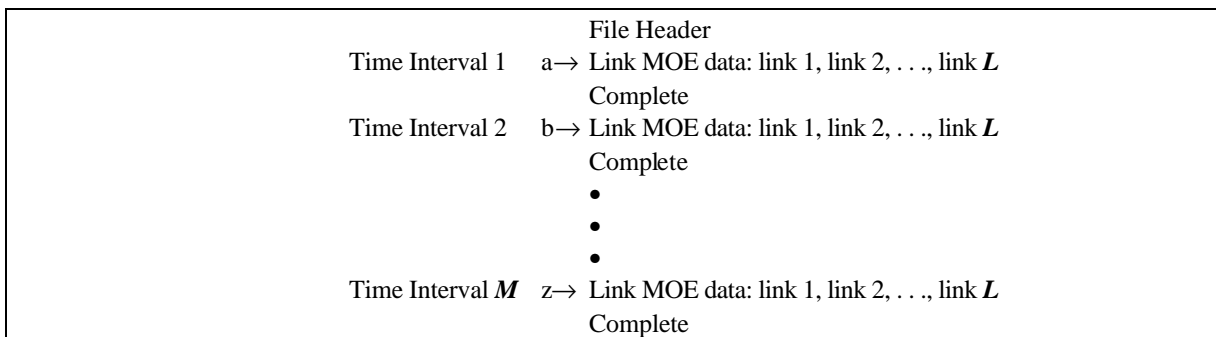 File Header
Time Interval 1 a→ Link MOE data: link 1, link 2, . . ., link L
Complete
Time Interval 2 b→ Link MOE data: link 1, link 2, . . ., link L
Complete
•
•
•
Time Interval M z→ Link MOE data: link 1, link 2, . . ., link L
Complete